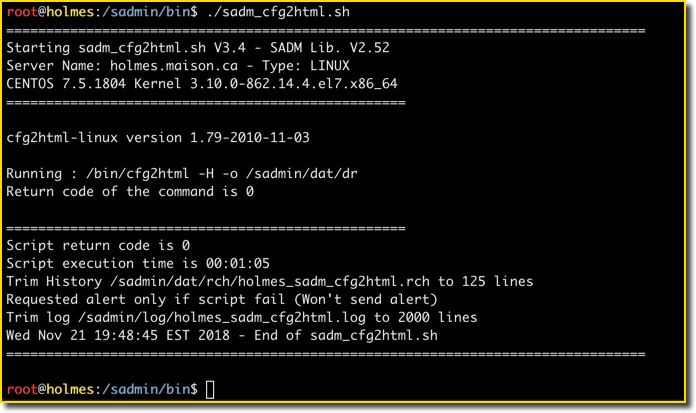 root@holmes:/sadmin/bin$ ./sadm_cfg2html.sh
================================================================================
Starting sadm_cfg2html.sh V3.4 - SADM Lib. V2.52
Server Name: holmes.maison.ca - Type: LINUX
CENTOS 7.5.1804 Kernel 3.10.0-862.14.4.el7.x86_64
==================================================
cfg2html-linux version 1.79-2010-11-03
Running : /bin/cfg2html -H -o /sadmin/dat/dr
Return code of the command is 0
==================================================
Script return code is 0
Script execution time is 00:01:05
Trim History /sadmin/dat/rch/holmes_sadm_cfg2html.rch to 125 lines
Requested alert only if script fail (Won't send alert)
Trim log /sadmin/log/holmes_sadm_cfg2html.log to 2000 lines
Wed Nov 21 19:48:45 EST 2018 - End of sadm_cfg2html.sh
================================================================================
root@holmes:/sadmin/bin$